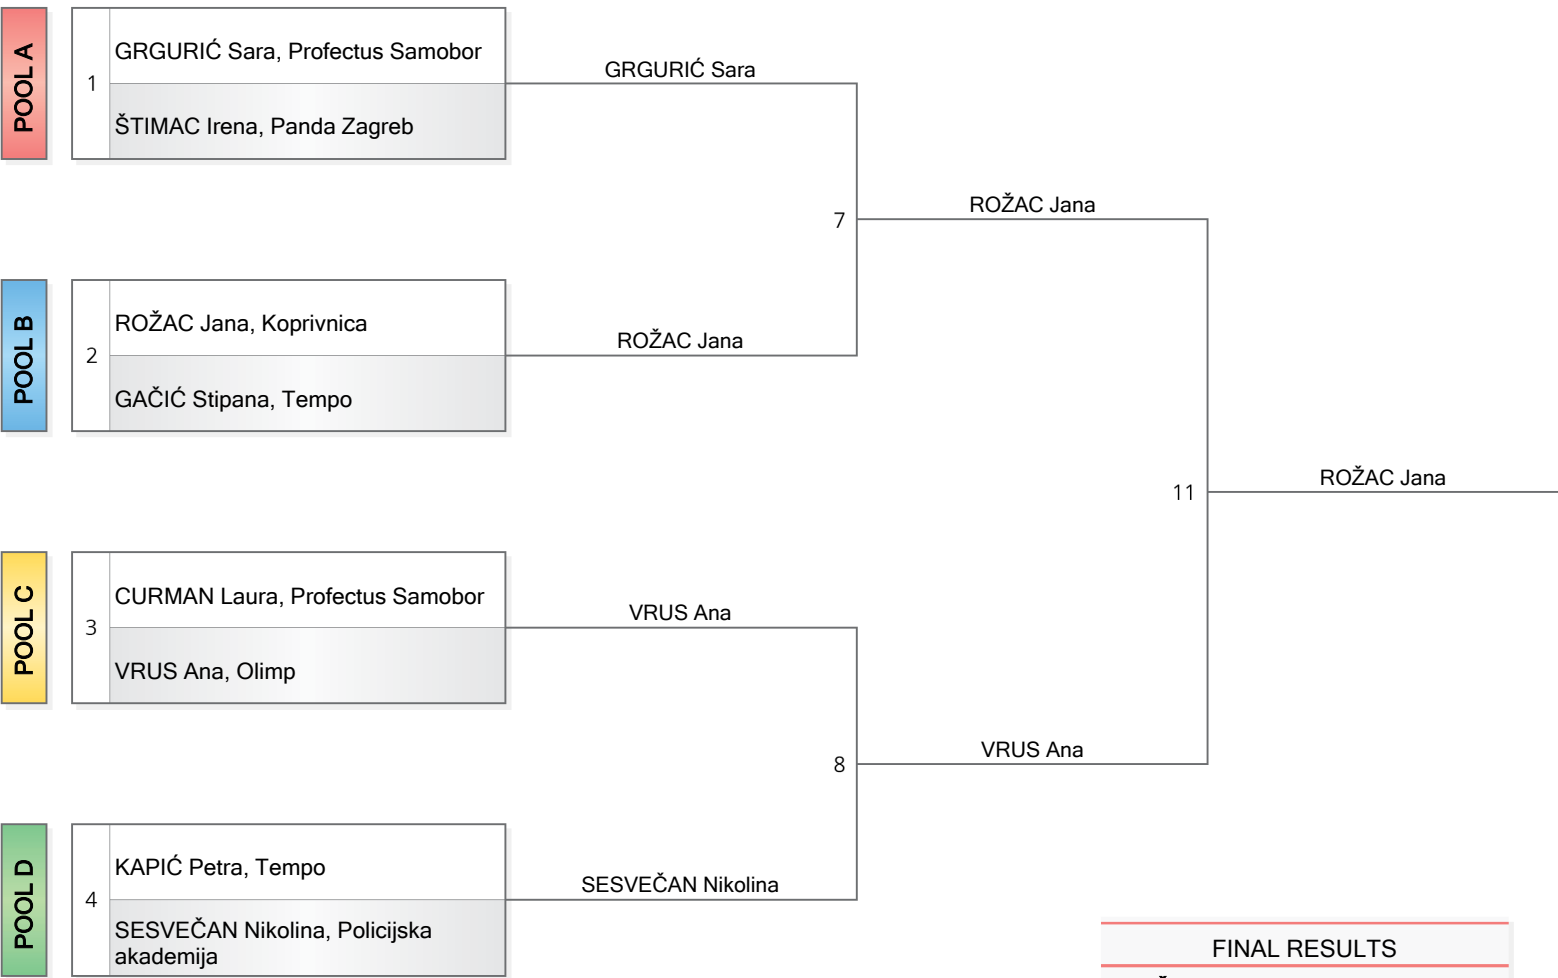 POOL A
1
GRGURIĆ Sara, Profectus Samobor
ŠTIMAC Irena, Panda Zagreb
GRGURIĆ Sara
7
ROŽAC Jana
POOL B
2
ROŽAC Jana, Koprivnica
GAČIĆ Stipana, Tempo
ROŽAC Jana
11
ROŽAC Jana
POOL C
3
CURMAN Laura, Profectus Samobor
VRUS Ana, Olimp
VRUS Ana
8
VRUS Ana
POOL D
4
KAPIĆ Petra, Tempo
SESVEČAN Nikolina, Policijska
akademija
SESVEČAN Nikolina
FINAL RESULTS